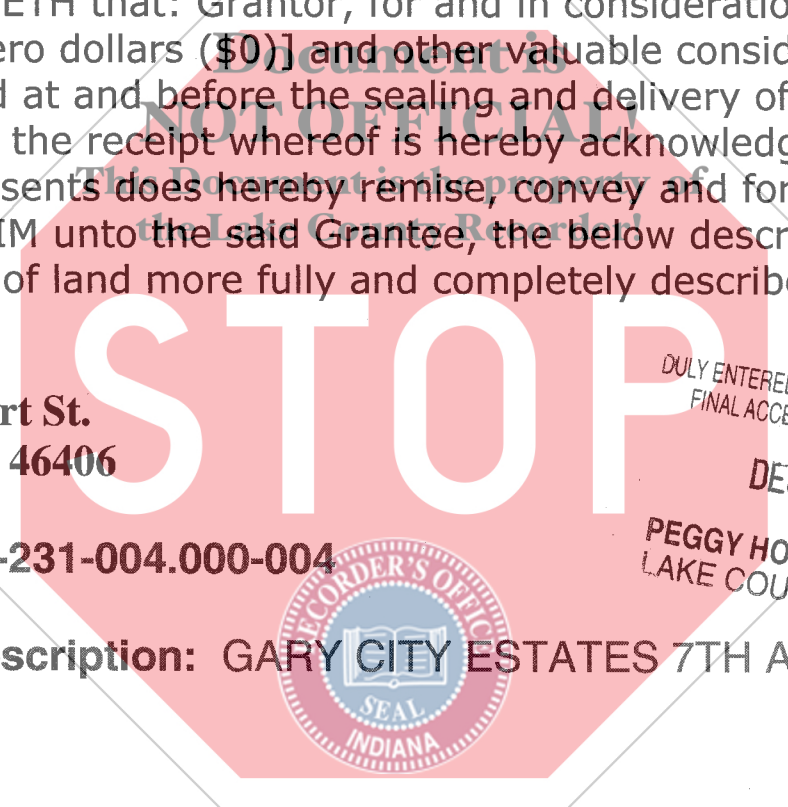 ETH that: Grantor, for and in consideration
ero dollars ($0)] and other valuable consid
d at and before the sealing and delivery of
the receipt whereof is hereby acknowledg
sents does hereby remise, convey and for
IM unto the said Grantee, the below descr
of land more fully and completely describe
Document is
NOT OFFICIAL!
This Document is the property of
the Lake County Recorder!
STOP
rt St.
46406
DULY ENTERED
FINAL ACCE
DE
PEGGY HO
LAKE COU
-231-004.000-004
scription: GARY CITY ESTATES 7TH A
RECORDER'S OFFICE
SEAL
INDIANA